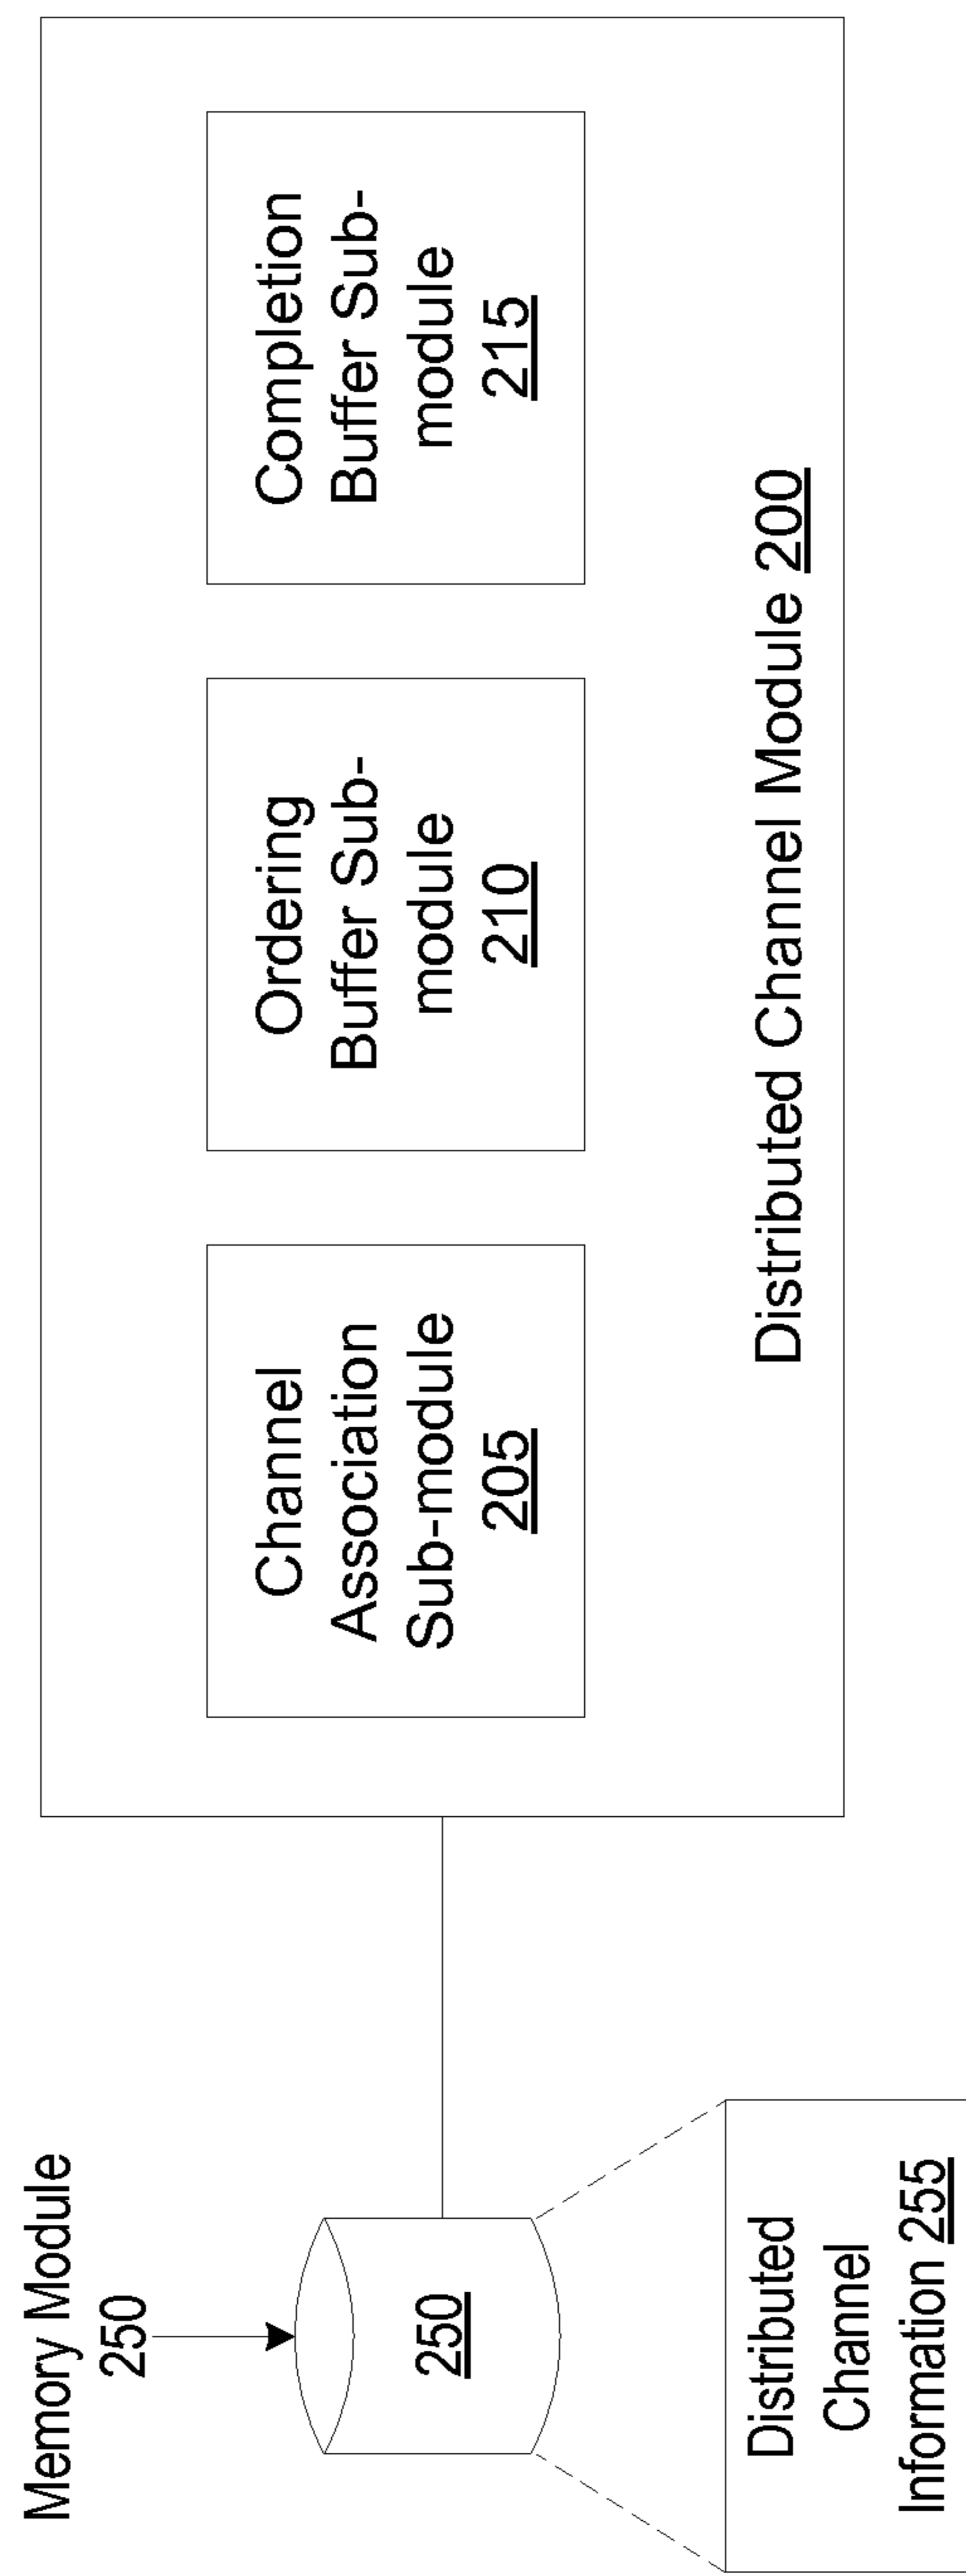 Memory Module
250
250
Distributed
Channel
Information 255
Channel
Association
Sub-module
205
Ordering
Buffer Sub-
module
210
Completion
Buffer Sub-
module
215
Distributed Channel Module 200